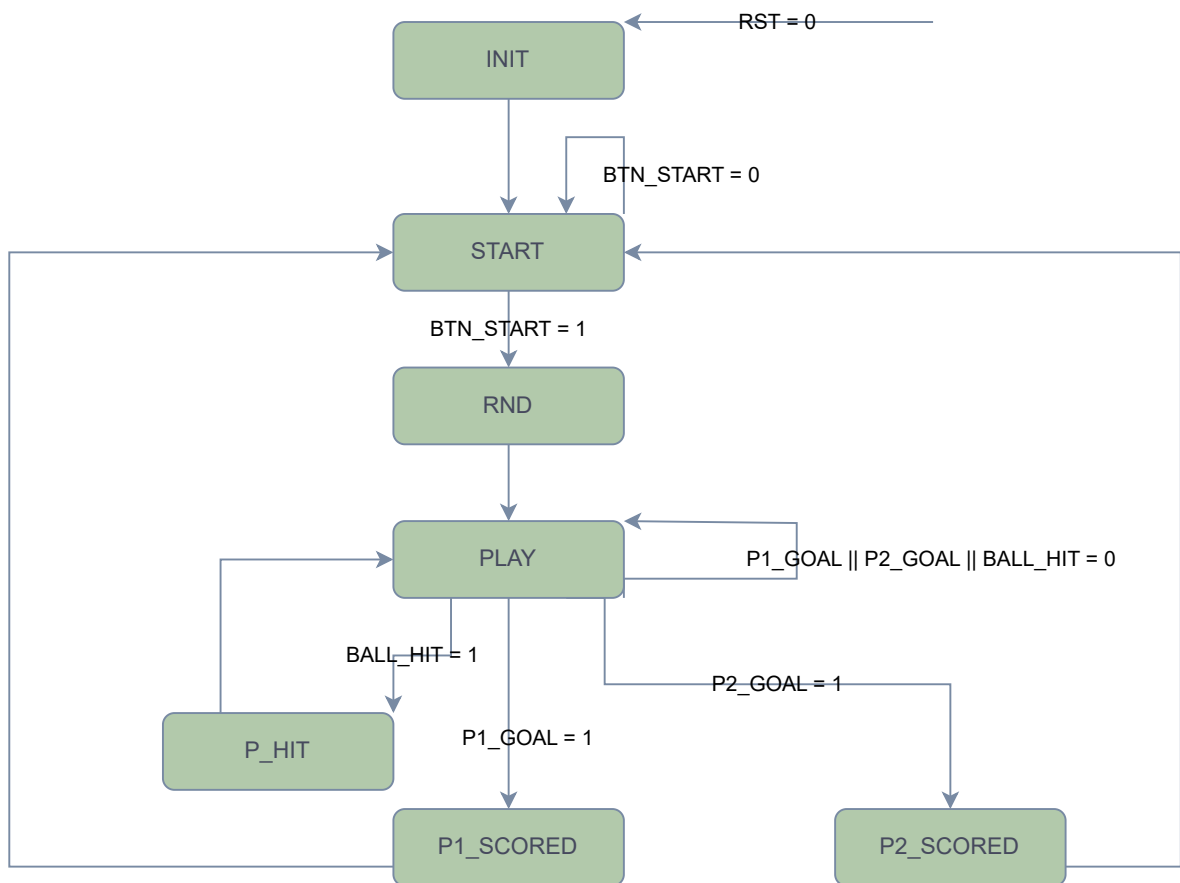 RST = 0
INIT
BTN_START = 0
START
BTN_START = 1
RND
PLAY
P1_GOAL || P2_GOAL || BALL_HIT = 0
BALL_HIT = 1
P2_GOAL = 1
P_HIT
P1_GOAL = 1
P1_SCORED
P2_SCORED